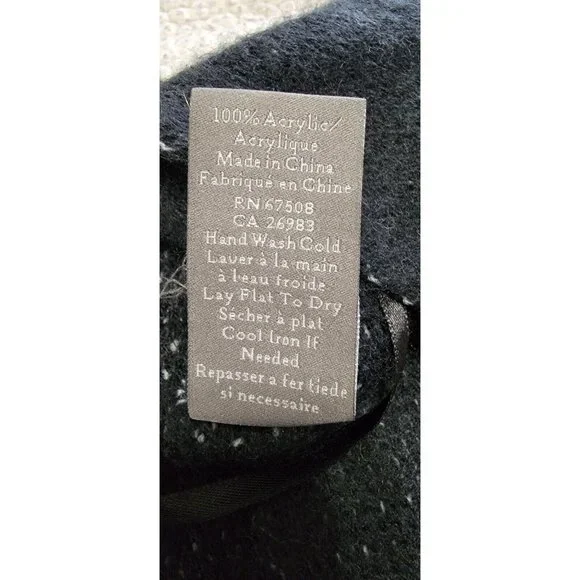 100% Acrylic/
Acrylique
Made in China
Fabriqué en Chine
RN 67508
CA 26983
Hand Wash Cold
Laver à la main
à l'eau froide
Lay Flat To Dry
Sécher à plat
Cool Iron If
Needed
Repasser a fer tiede
si necessaire